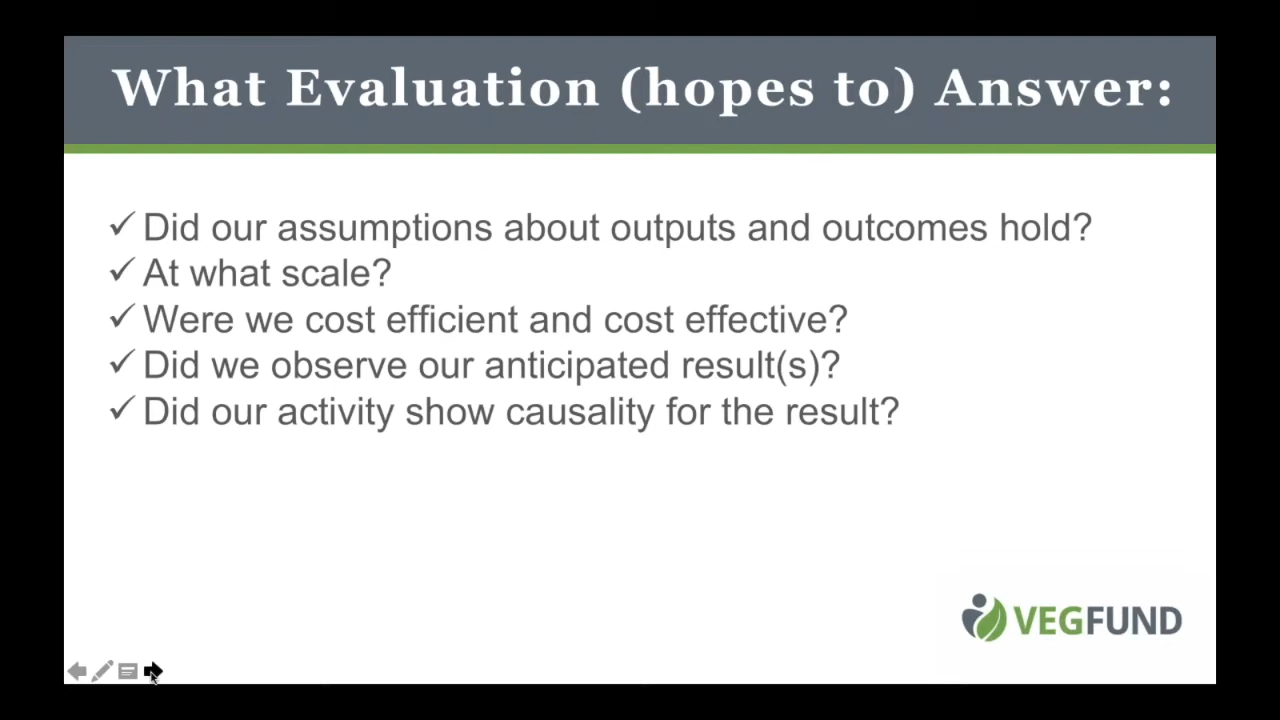 What Evaluation (hopes to) Answer:
✓ Did our assumptions about outputs and outcomes hold?
✓ At what scale?
✓ Were we cost efficient and cost effective?
✓ Did we observe our anticipated result(s)?
✓ Did our activity show causality for the result?
VEGFUND